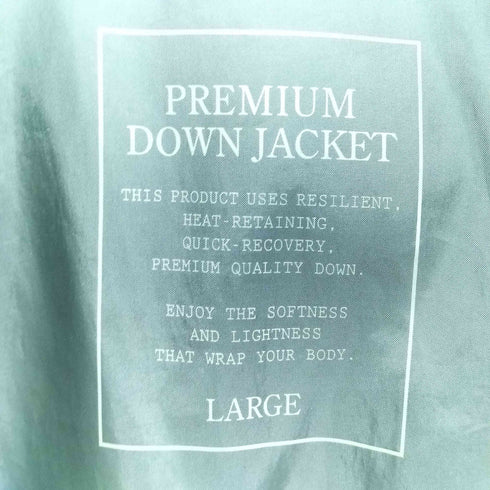 PREMIUM
DOWN JACKET
THIS PRODUCT USES RESILIENT,
HEAT-RETAINING,
QUICK-RECOVERY,
PREMIUM QUALITY DOWN.
ENJOY THE SOFTNESS
AND LIGHTNESS
THAT WRAP YOUR BODY.
LARGE